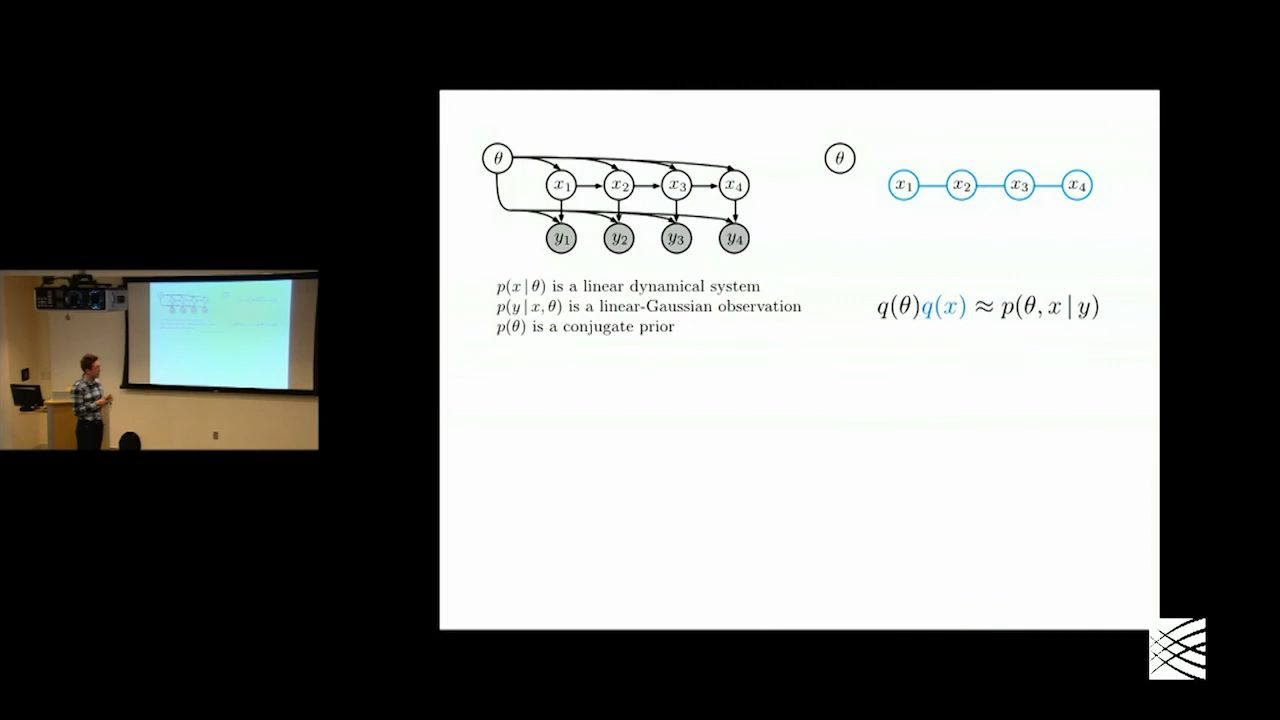 θ
x₁ x₂ x₃ x₄
y₁ y₂ y₃ y₄
p(x | θ) is a linear dynamical system
p(y | x, θ) is a linear-Gaussian observation
p(θ) is a conjugate prior
θ
x₁ x₂ x₃ x₄
q(θ)q(x) ≈ p(θ, x | y)